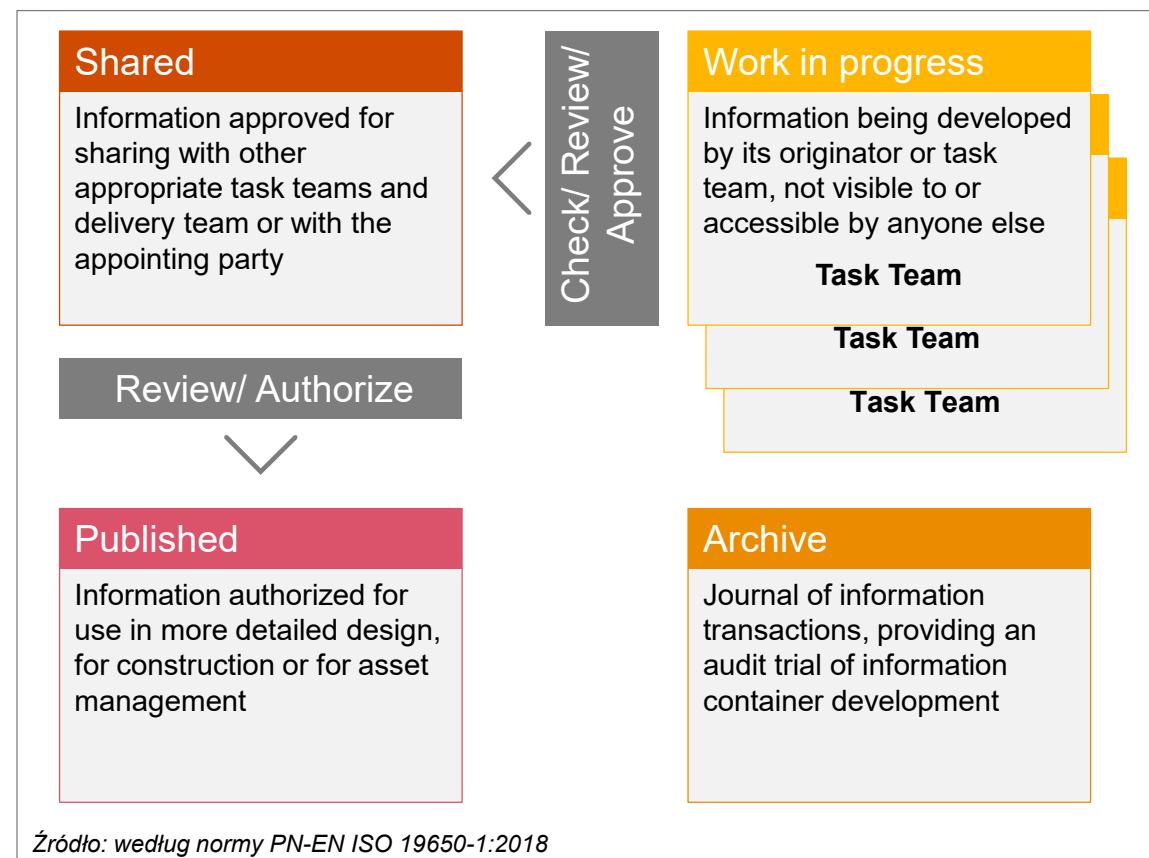 Shared
Information approved for
sharing with other
appropriate task teams and
delivery team or with the
appointing party
Check/ Review/
Approve
Work in progress
Information being developed
by its originator or task
team, not visible to or
accessible by anyone else
Task Team
Task Team
Task Team
Review/ Authorize
Published
Information authorized for
use in more detailed design,
for construction or for asset
management
Archive
Journal of information
transactions, providing an
audit trial of information
container development
Źródło: według normy PN-EN ISO 19650-1:2018